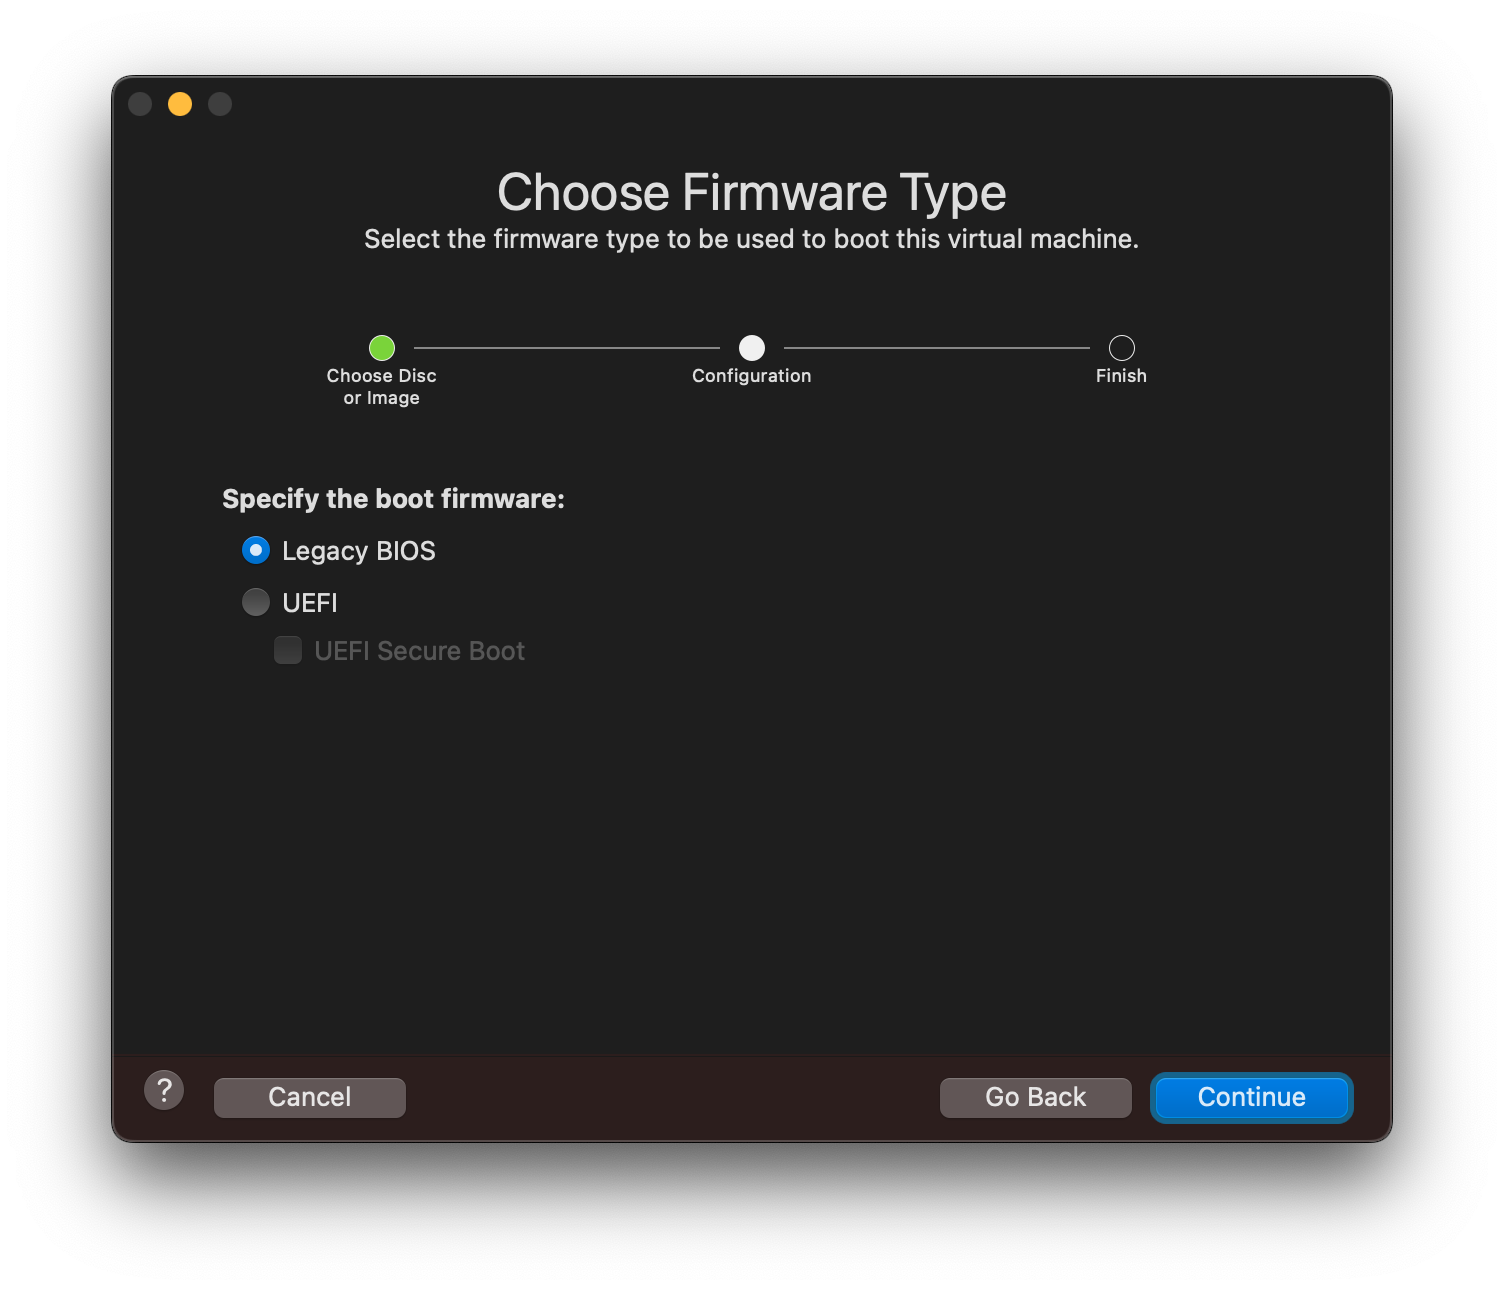 Choose Firmware Type
Select the firmware type to be used to boot this virtual machine.
Choose Disc
or Image
Configuration
Finish
Specify the boot firmware:
Legacy BIOS
UEFI
UEFI Secure Boot
?
Cancel
Go Back
Continue